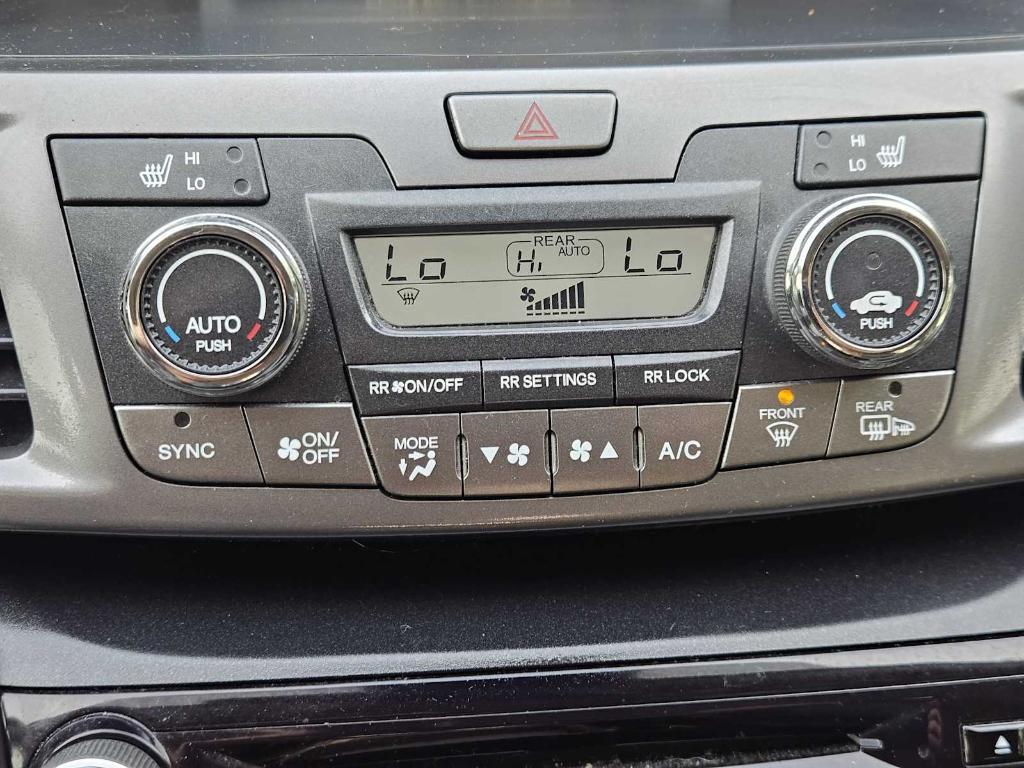 HI
LO
HI
LO
Lo
REAR
Hi AUTO
Lo
AUTO
PUSH
PUSH
RR ON/OFF
RR SETTINGS
RR LOCK
SYNC
ON/
OFF
MODE
A/C
FRONT
REAR